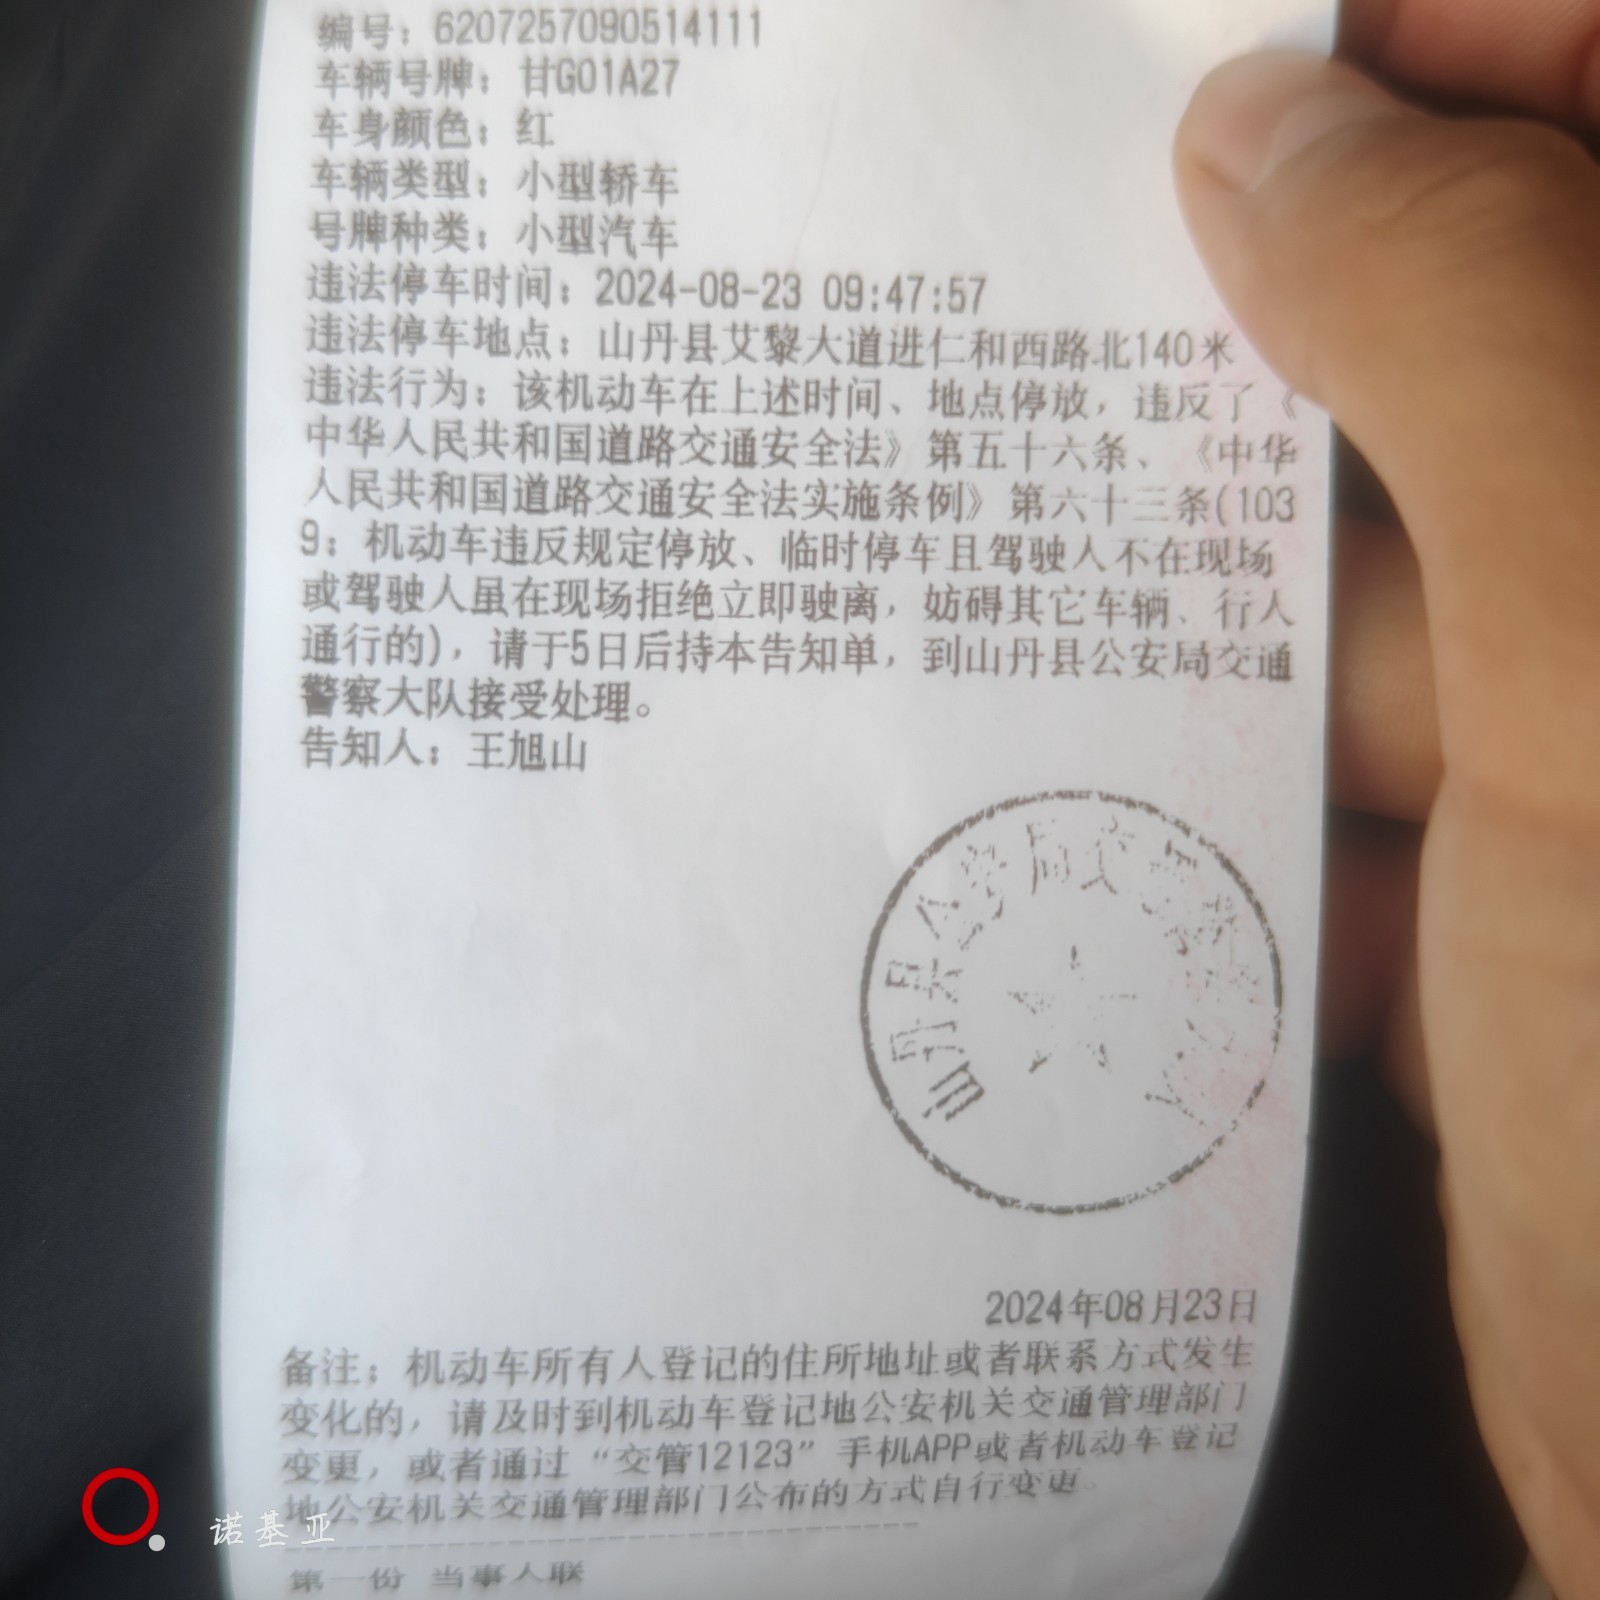 编号：6207257090514111
车辆号牌：甘G01A27
车身颜色：红
车辆类型：小型轿车
号牌种类：小型汽车
违法停车时间：2024-08-23 09:47:57
违法停车地点：山丹县艾黎大道进仁和西路北140米
违法行为：该机动车在上述时间、地点停放，违反了《
中华人民共和国道路交通安全法》第五十六条、《中华
人民共和国道路交通安全法实施条例》第六十三条(103
9：机动车违反规定停放、临时停车且驾驶人不在现场
或驾驶人虽在现场拒绝立即驶离，妨碍其它车辆、行人
通行的)，请于5日后持本告知单，到山丹县公安局交通
警察大队接受处理。
告知人：王旭山
山丹县公安局交
2024年08月23日
备注：机动车所有人登记的住所地址或者联系方式发生
变化的，请及时到机动车登记地公安机关交通管理部门
变更，或者通过“交管12123”手机APP或者机动车登记
地公安机关交通管理部门公布的方式自行变更。
第一份 当事人联
诺基亚